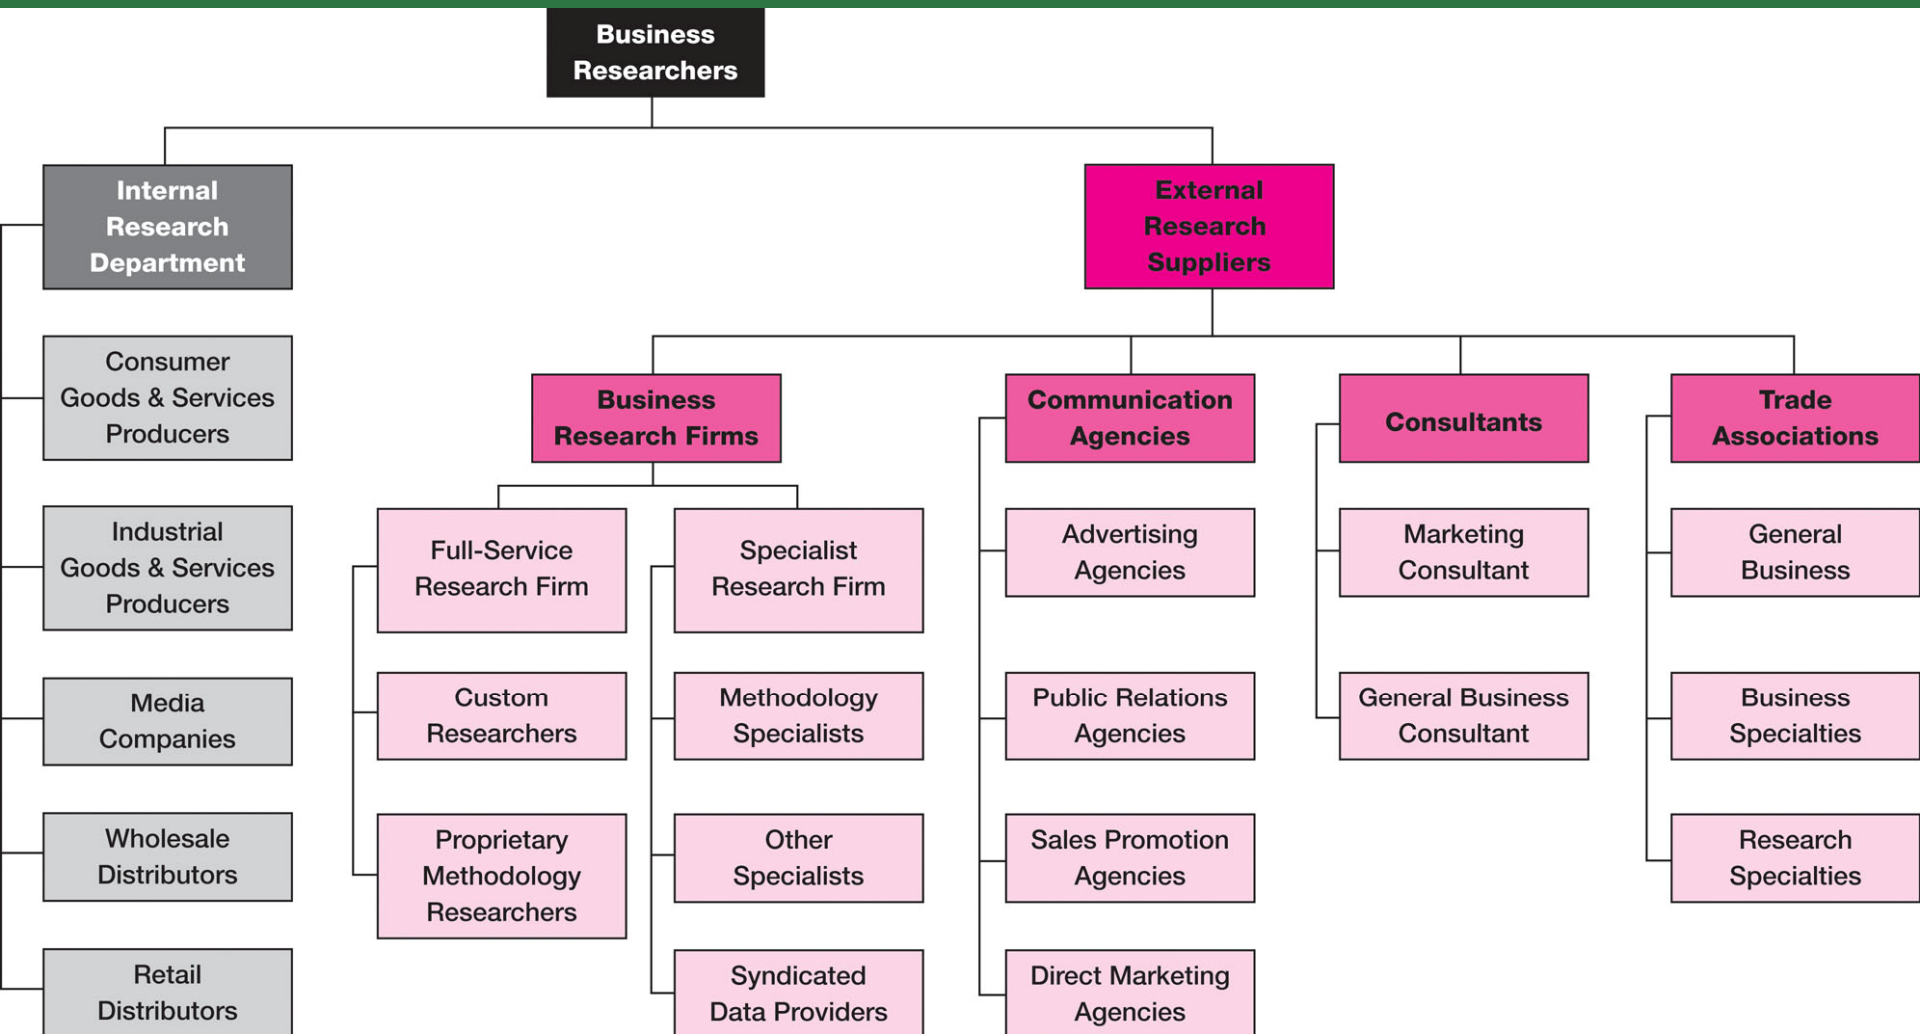 Business
Researchers
Internal
Research
Department
External
Research
Suppliers
Consumer
Goods & Services
Producers
Industrial
Goods & Services
Producers
Media
Companies
Wholesale
Distributors
Retail
Distributors
Business
Research Firms
Full-Service
Research Firm
Custom
Researchers
Proprietary
Methodology
Researchers
Specialist
Research Firm
Methodology
Specialists
Other
Specialists
Syndicated
Data Providers
Communication
Agencies
Advertising
Agencies
Public Relations
Agencies
Sales Promotion
Agencies
Direct Marketing
Agencies
Consultants
Marketing
Consultant
General Business
Consultant
Trade
Associations
General
Business
Business
Specialties
Research
Specialties